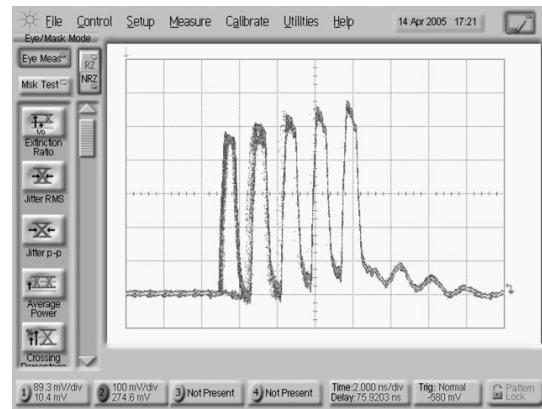 File Control Setup Measure Calibrate Utilities Help 14 Apr 2005 17:21
Eye/Mask Mode
Eye Meas
RZ
NRZ
Msk Test
Extinction
Ratio
Jitter RMS
Jitter p-p
Average
Power
Crossing
Percentage
1) 89.3 mV/div
10.4 mV
2) 100 mV/div
274.6 mV
3) Not Present
4) Not Present
Time:2.000 ns/div
Delay:75.9203 ns
Trig: Normal
-580 mV
Pattern
Lock